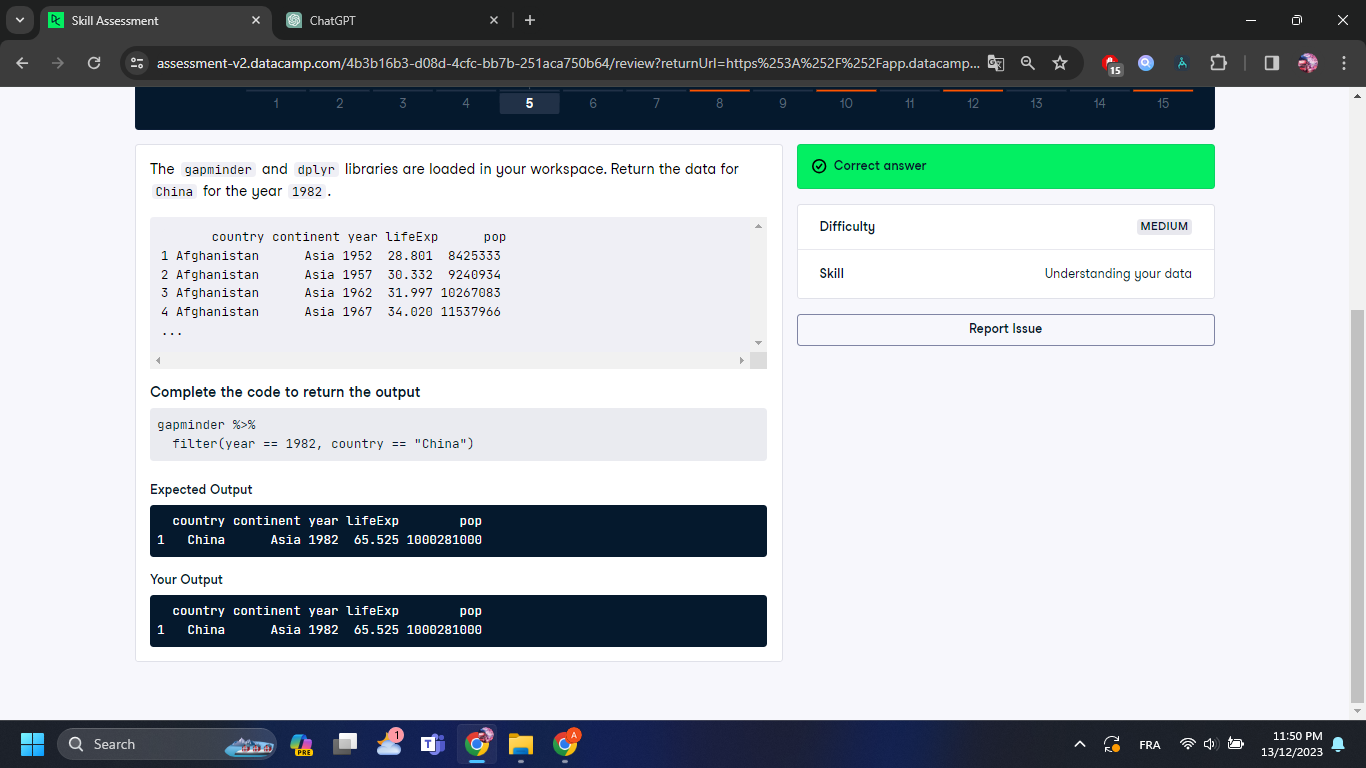 Skill Assessment
ChatGPT
assessment-v2.datacamp.com/4b3b16b3-d08d-4cfc-bb7b-251aca750b64/review?returnUrl=https%253A%252F%252Fapp.datacamp...
15
1 2 3 4 5 6 7 8 9 10 11 12 13 14 15
The gapminder and dplyr libraries are loaded in your workspace. Return the data for
China for the year 1982.
country continent year lifeExp pop
1 Afghanistan Asia 1952 28.801 8425333
2 Afghanistan Asia 1957 30.332 9240934
3 Afghanistan Asia 1962 31.997 10267083
4 Afghanistan Asia 1967 34.020 11537966
...
Complete the code to return the output
gapminder %>%
filter(year == 1982, country == "China")
Expected Output
country continent year lifeExp pop
1 China Asia 1982 65.525 1000281000
Your Output
country continent year lifeExp pop
1 China Asia 1982 65.525 1000281000
Correct answer
Difficulty MEDIUM
Skill Understanding your data
Report Issue
Search
PRE
1
A
FRA
11:50 PM
13/12/2023